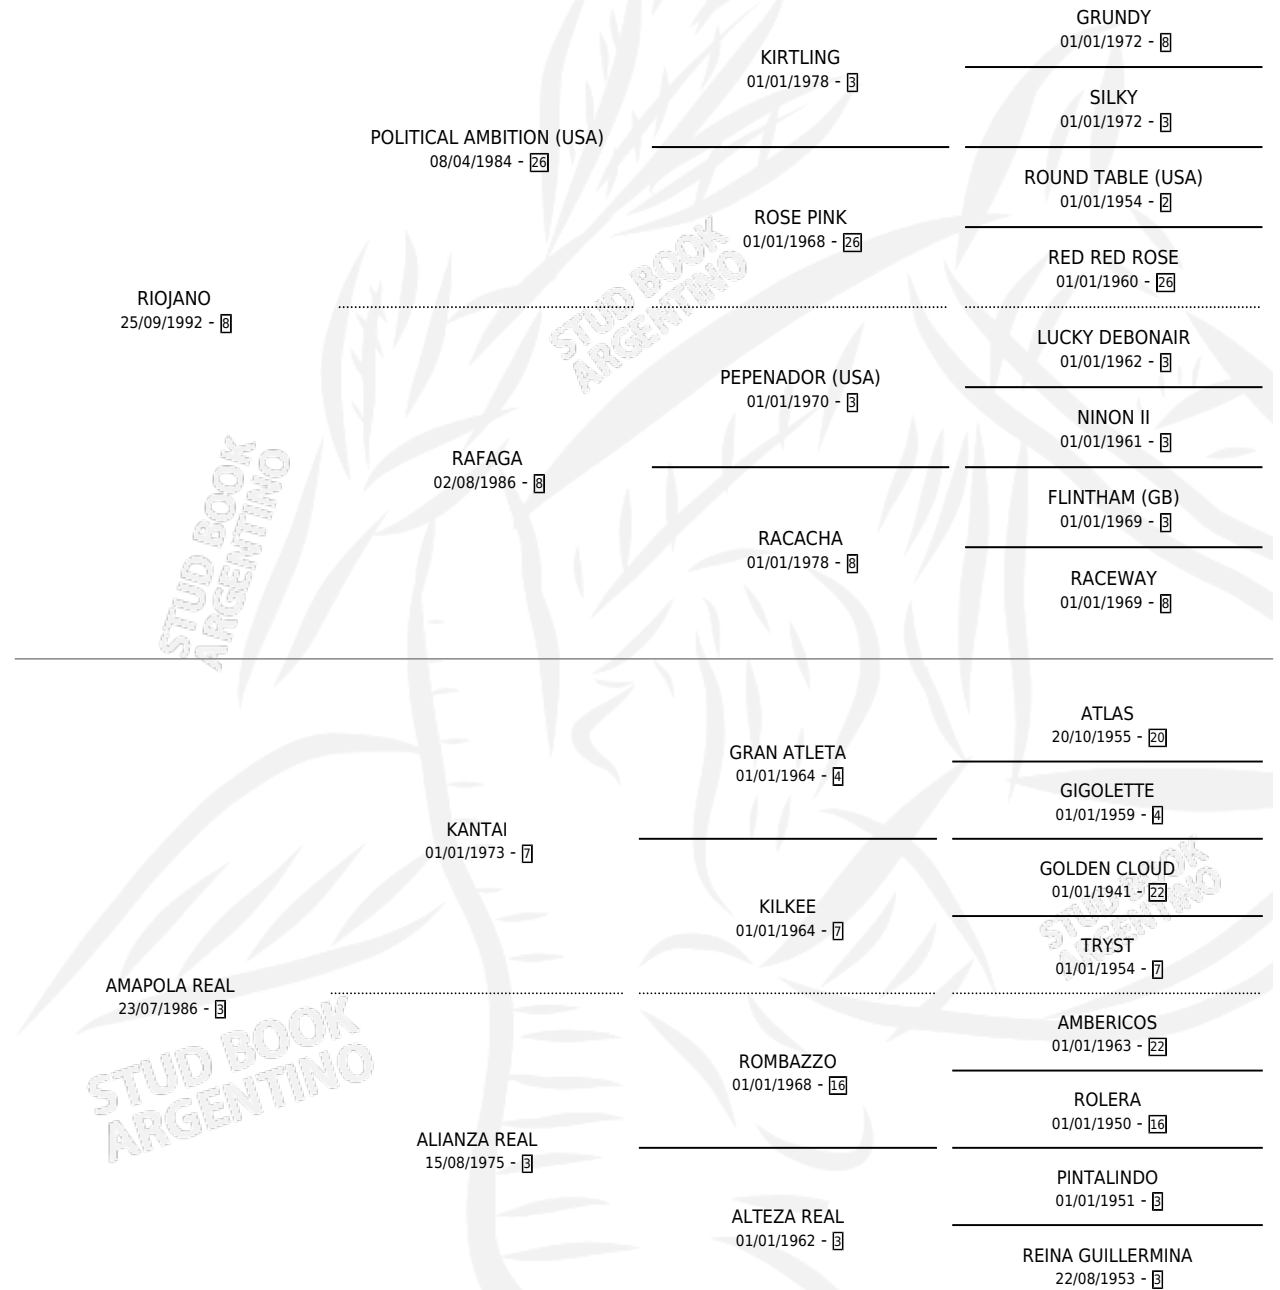 GRUNDY
01/01/1972 - 8
KIRTLING
01/01/1978 - 3
SILKY
01/01/1972 - 3
POLITICAL AMBITION (USA)
08/04/1984 - 26
ROUND TABLE (USA)
01/01/1954 - 2
ROSE PINK
01/01/1968 - 26
RED RED ROSE
01/01/1960 - 26
RIOJANO
25/09/1992 - 8
LUCKY DEBONAIR
01/01/1962 - 3
PEPENADOR (USA)
01/01/1970 - 3
NINON II
01/01/1961 - 3
RAFAGA
02/08/1986 - 8
FLINTHAM (GB)
01/01/1969 - 3
RACACHA
01/01/1978 - 8
RACEWAY
01/01/1969 - 8
ATLAS
20/10/1955 - 20
GRAN ATLETA
01/01/1964 - 4
GIGOLETTE
01/01/1959 - 4
KANTAI
01/01/1973 - 7
GOLDEN CLOUD
01/01/1941 - 22
KILKEE
01/01/1964 - 7
TRYST
01/01/1954 - 7
AMAPOLA REAL
23/07/1986 - 3
AMBERICOS
01/01/1963 - 22
ROMBAZZO
01/01/1968 - 16
ROLERA
01/01/1950 - 16
ALIANZA REAL
15/08/1975 - 3
PINTALINDO
01/01/1951 - 3
ALTEZA REAL
01/01/1962 - 3
REINA GUILLERMINA
22/08/1953 - 3
STUD BOOK
ARGENTINO
STUD BOOK
ARGENTINO
STUD BOOK
ARGENTINO
STUD BOOK
ARGENTINO